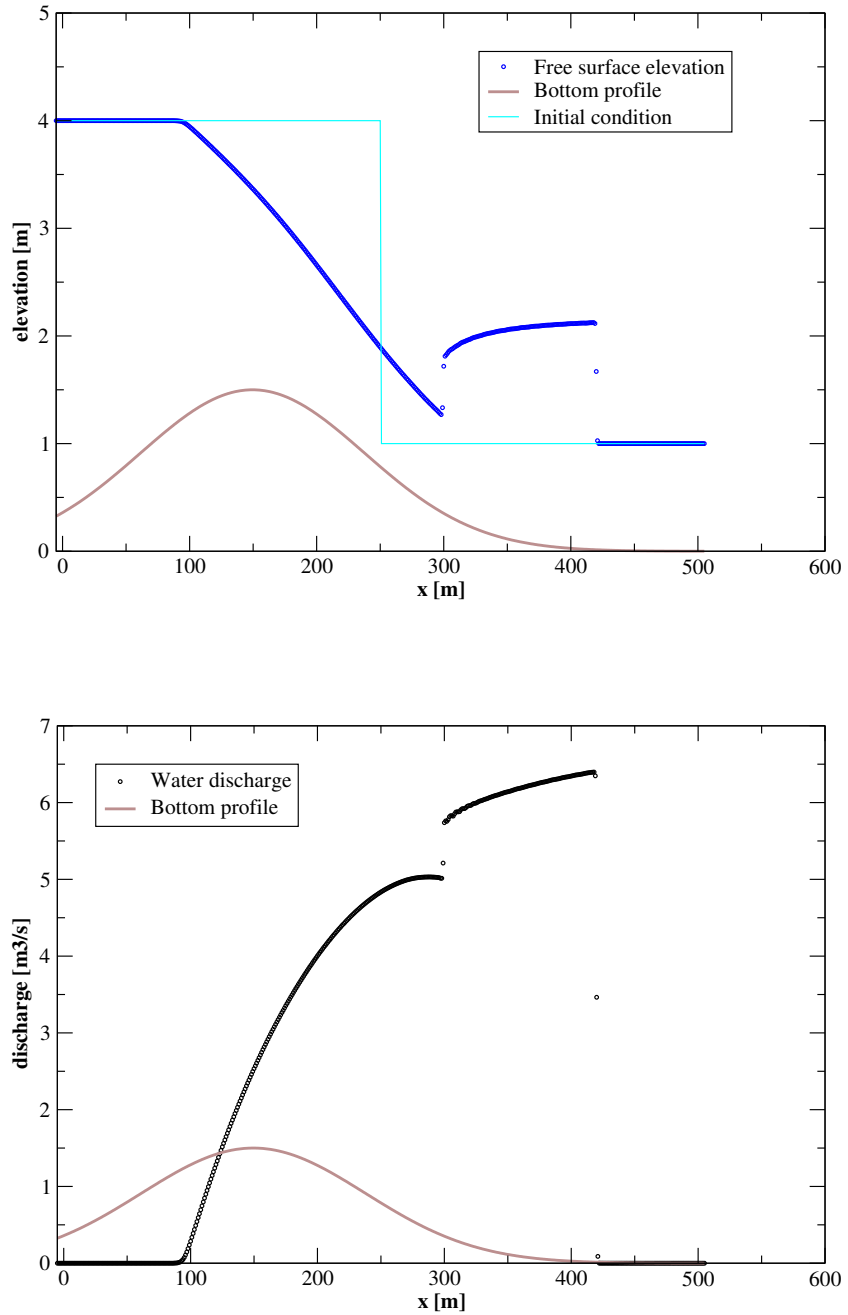 5
4
3
2
1
0
elevation [m]
Free surface elevation
Bottom profile
Initial condition
0 100 200 300 400 500 600
x [m]
7
6
5
4
3
2
1
0
discharge [m3/s]
Water discharge
Bottom profile
0 100 200 300 400 500 600
x [m]